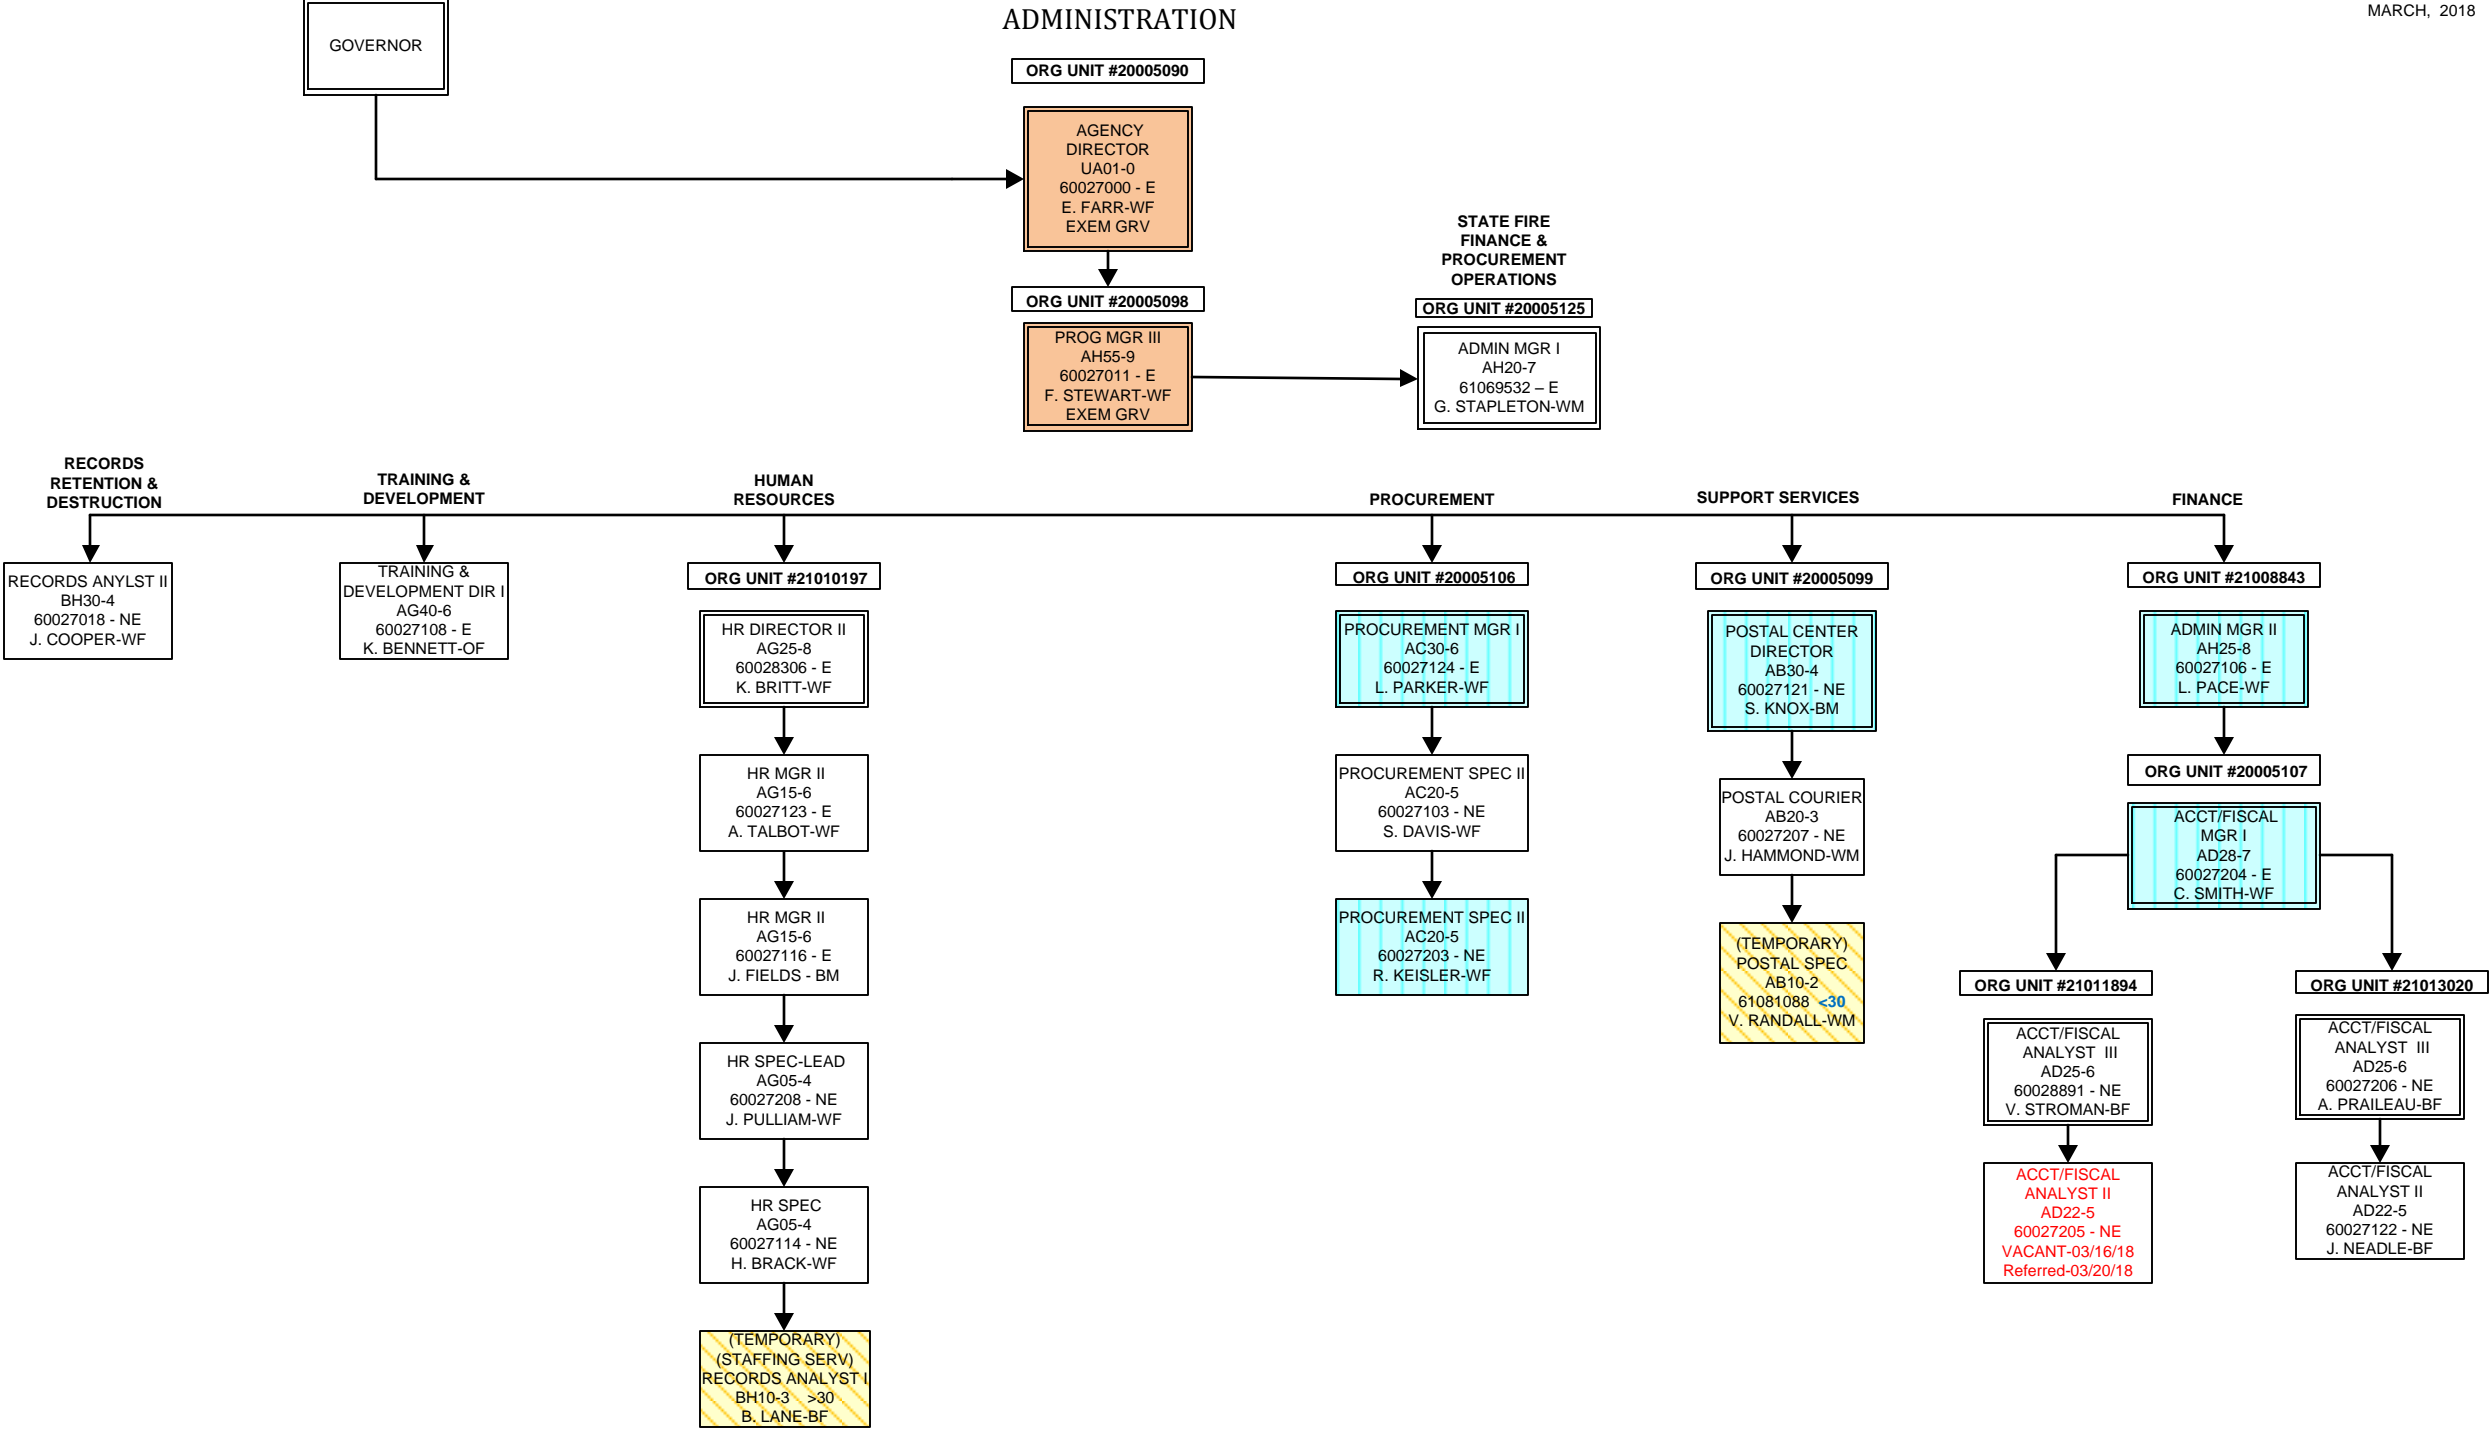 ADMINISTRATION
MARCH, 2018
GOVERNOR
ORG UNIT #20005090
AGENCY
DIRECTOR
UA01-0
60027000 - E
E. FARR-WF
EXEM GRV
ORG UNIT #20005098
PROG MGR III
AH55-9
60027011 - E
F. STEWART-WF
EXEM GRV
STATE FIRE
FINANCE &
PROCUREMENT
OPERATIONS
ORG UNIT #20005125
ADMIN MGR I
AH20-7
61069532 – E
G. STAPLETON-WM
RECORDS
RETENTION &
DESTRUCTION
RECORDS ANYLST II
BH30-4
60027018 - NE
J. COOPER-WF
TRAINING &
DEVELOPMENT
TRAINING &
DEVELOPMENT DIR I
AG40-6
60027108 - E
K. BENNETT-OF
HUMAN
RESOURCES
ORG UNIT #21010197
HR DIRECTOR II
AG25-8
60028306 - E
K. BRITT-WF
HR MGR II
AG15-6
60027123 - E
A. TALBOT-WF
HR MGR II
AG15-6
60027116 - E
J. FIELDS - BM
HR SPEC-LEAD
AG05-4
60027208 - NE
J. PULLIAM-WF
HR SPEC
AG05-4
60027114 - NE
H. BRACK-WF
(TEMPORARY)
(STAFFING SERV)
RECORDS ANALYST I
BH10-3 >30
B. LANE-BF
PROCUREMENT
ORG UNIT #20005106
PROCUREMENT MGR I
AC30-6
60027124 - E
L. PARKER-WF
PROCUREMENT SPEC II
AC20-5
60027103 - NE
S. DAVIS-WF
PROCUREMENT SPEC II
AC20-5
60027203 - NE
R. KEISLER-WF
SUPPORT SERVICES
ORG UNIT #20005099
POSTAL CENTER
DIRECTOR
AB30-4
60027121 - NE
S. KNOX-BM
POSTAL COURIER
AB20-3
60027207 - NE
J. HAMMOND-WM
(TEMPORARY)
POSTAL SPEC
AB10-2
61081088 <30
V. RANDALL-WM
FINANCE
ORG UNIT #21008843
ADMIN MGR II
AH25-8
60027106 - E
L. PACE-WF
ORG UNIT #20005107
ACCT/FISCAL
MGR I
AD28-7
60027204 - E
C. SMITH-WF
ORG UNIT #21011894
ACCT/FISCAL
ANALYST III
AD25-6
60028891 - NE
V. STROMAN-BF
ACCT/FISCAL
ANALYST II
AD22-5
60027205 - NE
VACANT-03/16/18
Referred-03/20/18
ORG UNIT #21013020
ACCT/FISCAL
ANALYST III
AD25-6
60027206 - NE
A. PRAILEAU-BF
ACCT/FISCAL
ANALYST II
AD22-5
60027122 - NE
J. NEADLE-BF